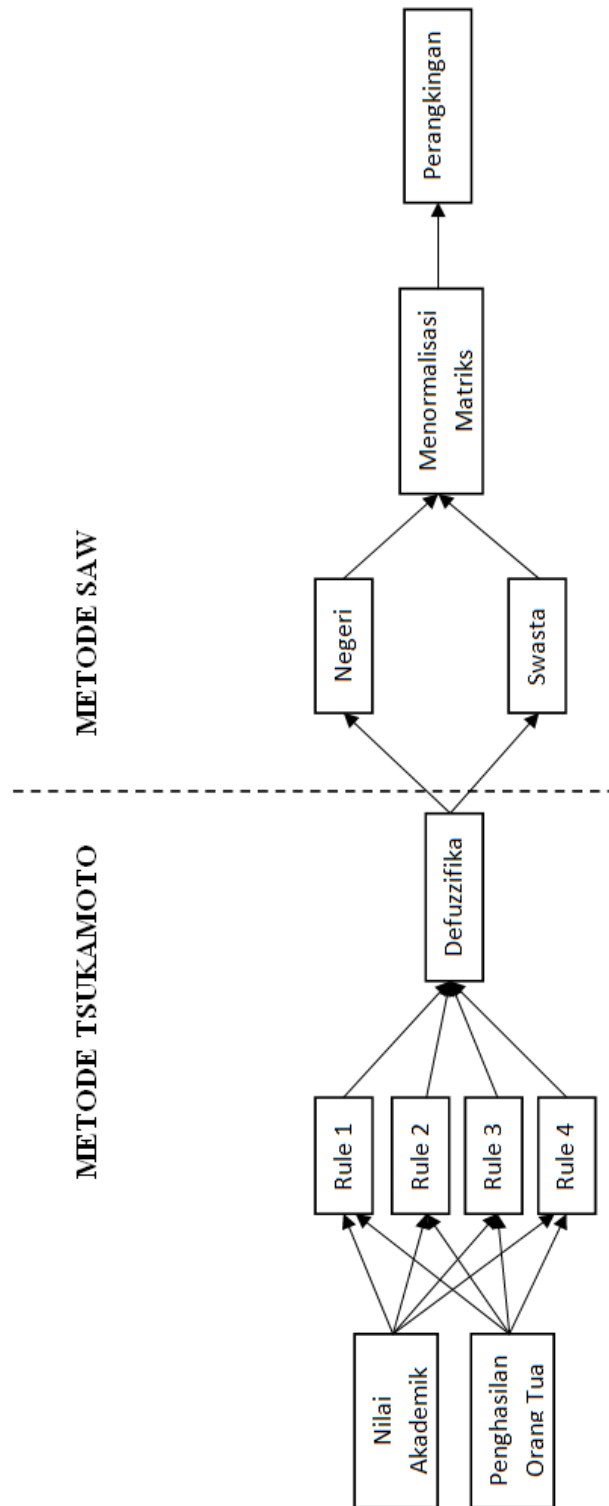 METODE TSUKAMOTO
METODE SAW
Nilai
Akademik
Penghasilan
Orang Tua
Rule 1
Rule 2
Rule 3
Rule 4
Defuzzifika
Negeri
Swasta
Menormalisasi
Matriks
Perangkingan